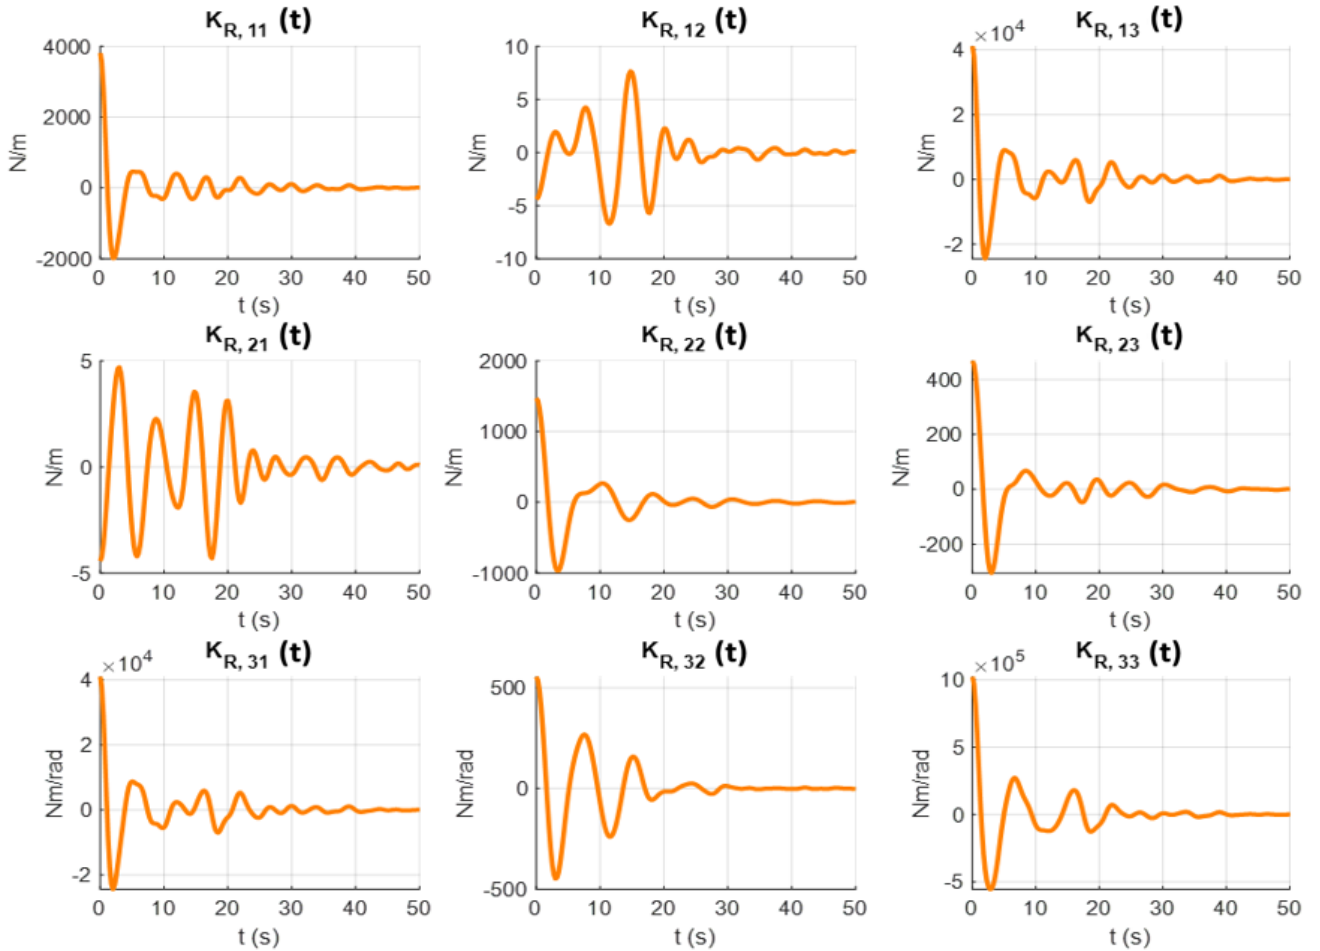 K_R, 11 (t)
4000
2000
0
-2000
N/m
0 10 20 30 40 50
t (s)
K_R, 12 (t)
10
5
0
-5
-10
N/m
0 10 20 30 40 50
t (s)
K_R, 13 (t)
×10^4
4
2
0
-2
N/m
0 10 20 30 40 50
t (s)
K_R, 21 (t)
5
0
-5
N/m
0 10 20 30 40 50
t (s)
K_R, 22 (t)
2000
1000
0
-1000
N/m
0 10 20 30 40 50
t (s)
K_R, 23 (t)
400
200
0
-200
N/m
0 10 20 30 40 50
t (s)
K_R, 31 (t)
×10^4
4
2
0
-2
Nm/rad
0 10 20 30 40 50
t (s)
K_R, 32 (t)
500
0
-500
Nm/rad
0 10 20 30 40 50
t (s)
K_R, 33 (t)
×10^5
10
5
0
-5
Nm/rad
0 10 20 30 40 50
t (s)